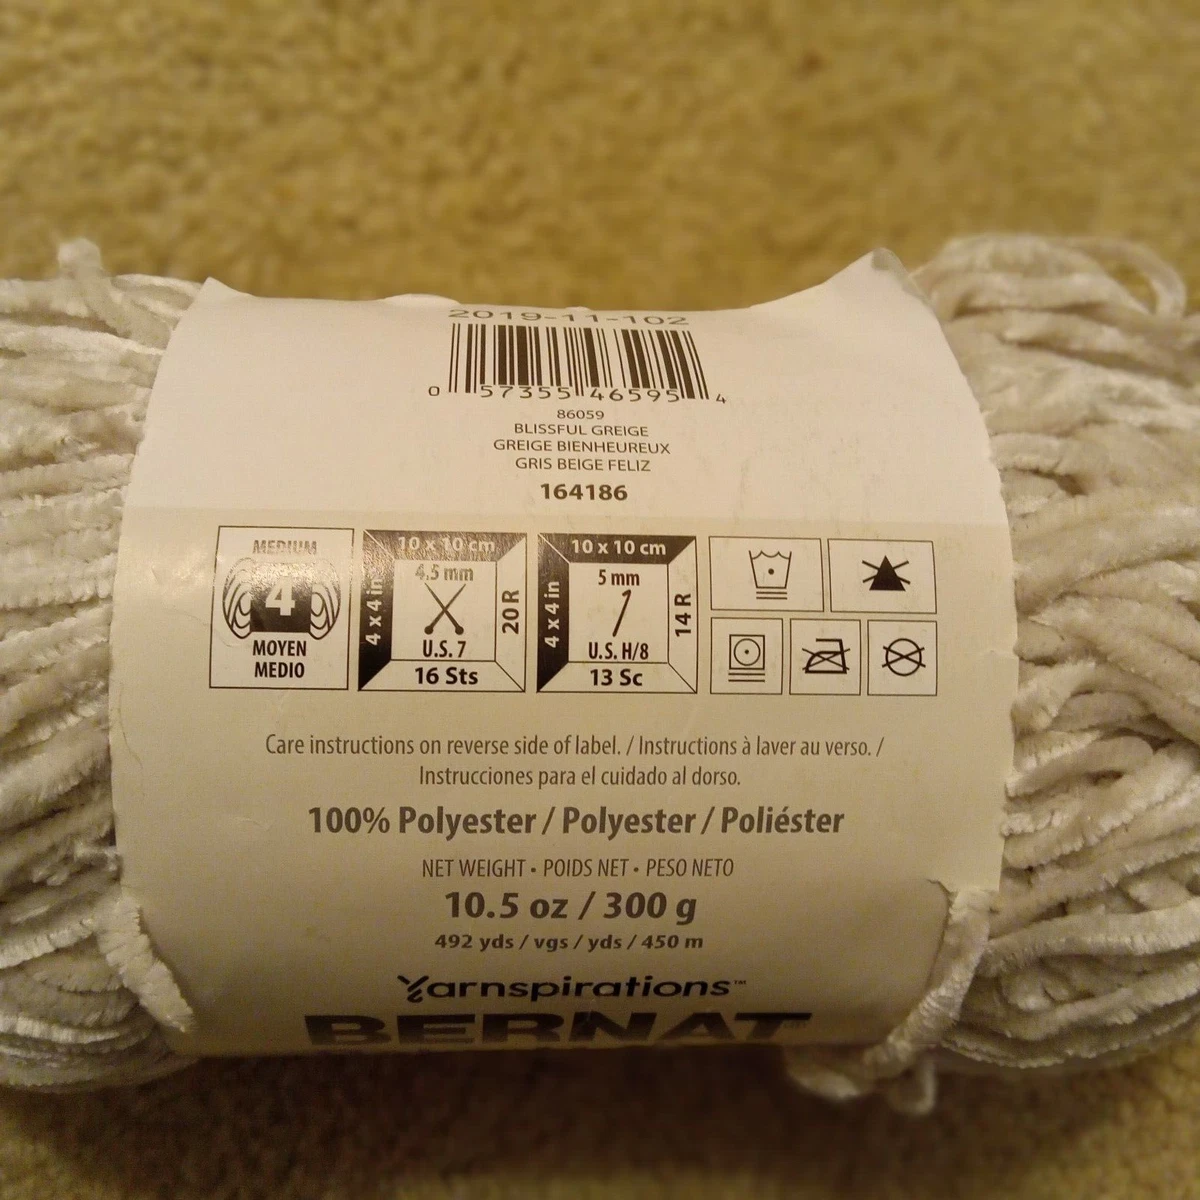 2019-11-102
0 57355 46595 4
86059
BLISSFUL GREIGE
GREIGE BIENHEUREUX
GRIS BEIGE FELIZ
164186
MEDIUM
4
MOYEN
MEDIO
10 x 10 cm
4 x 4 in
4.5 mm
U.S. 7
20 R
16 Sts
10 x 10 cm
4 x 4 in
5 mm
U.S. H/8
14 R
13 Sc
Care instructions on reverse side of label. / Instructions à laver au verso. /
Instrucciones para el cuidado al dorso.
100% Polyester / Polyester / Poliéster
NET WEIGHT • POIDS NET • PESO NETO
10.5 oz / 300 g
492 yds / vgs / yds / 450 m
Yarnspirations™
BERNAT